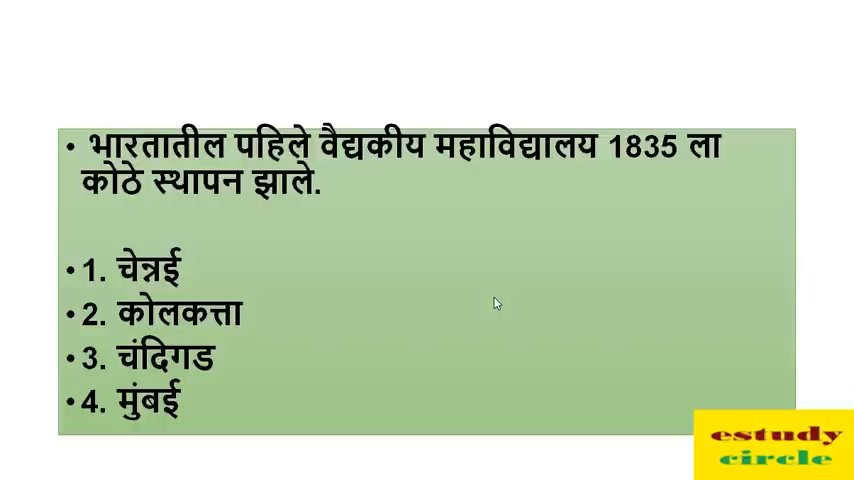 • भारतातील पहिले वैद्यकीय महाविद्यालय 1835 ला
कोठे स्थापन झाले.
• 1. चेन्नई
• 2. कोलकत्ता
• 3. चंदिगड
• 4. मुंबई
estudy
circle